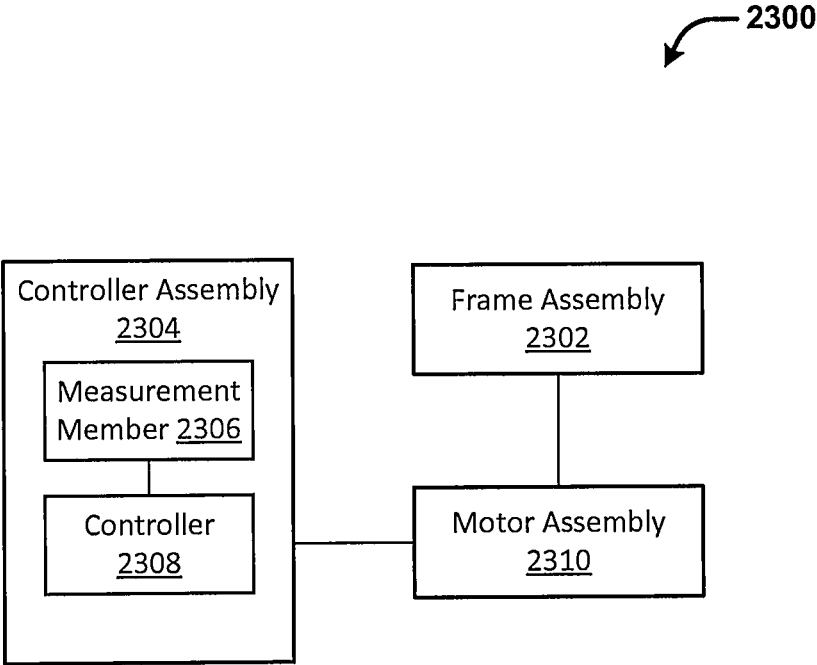 2300
Controller Assembly
2304
Measurement
Member 2306
Controller
2308
Frame Assembly
2302
Motor Assembly
2310